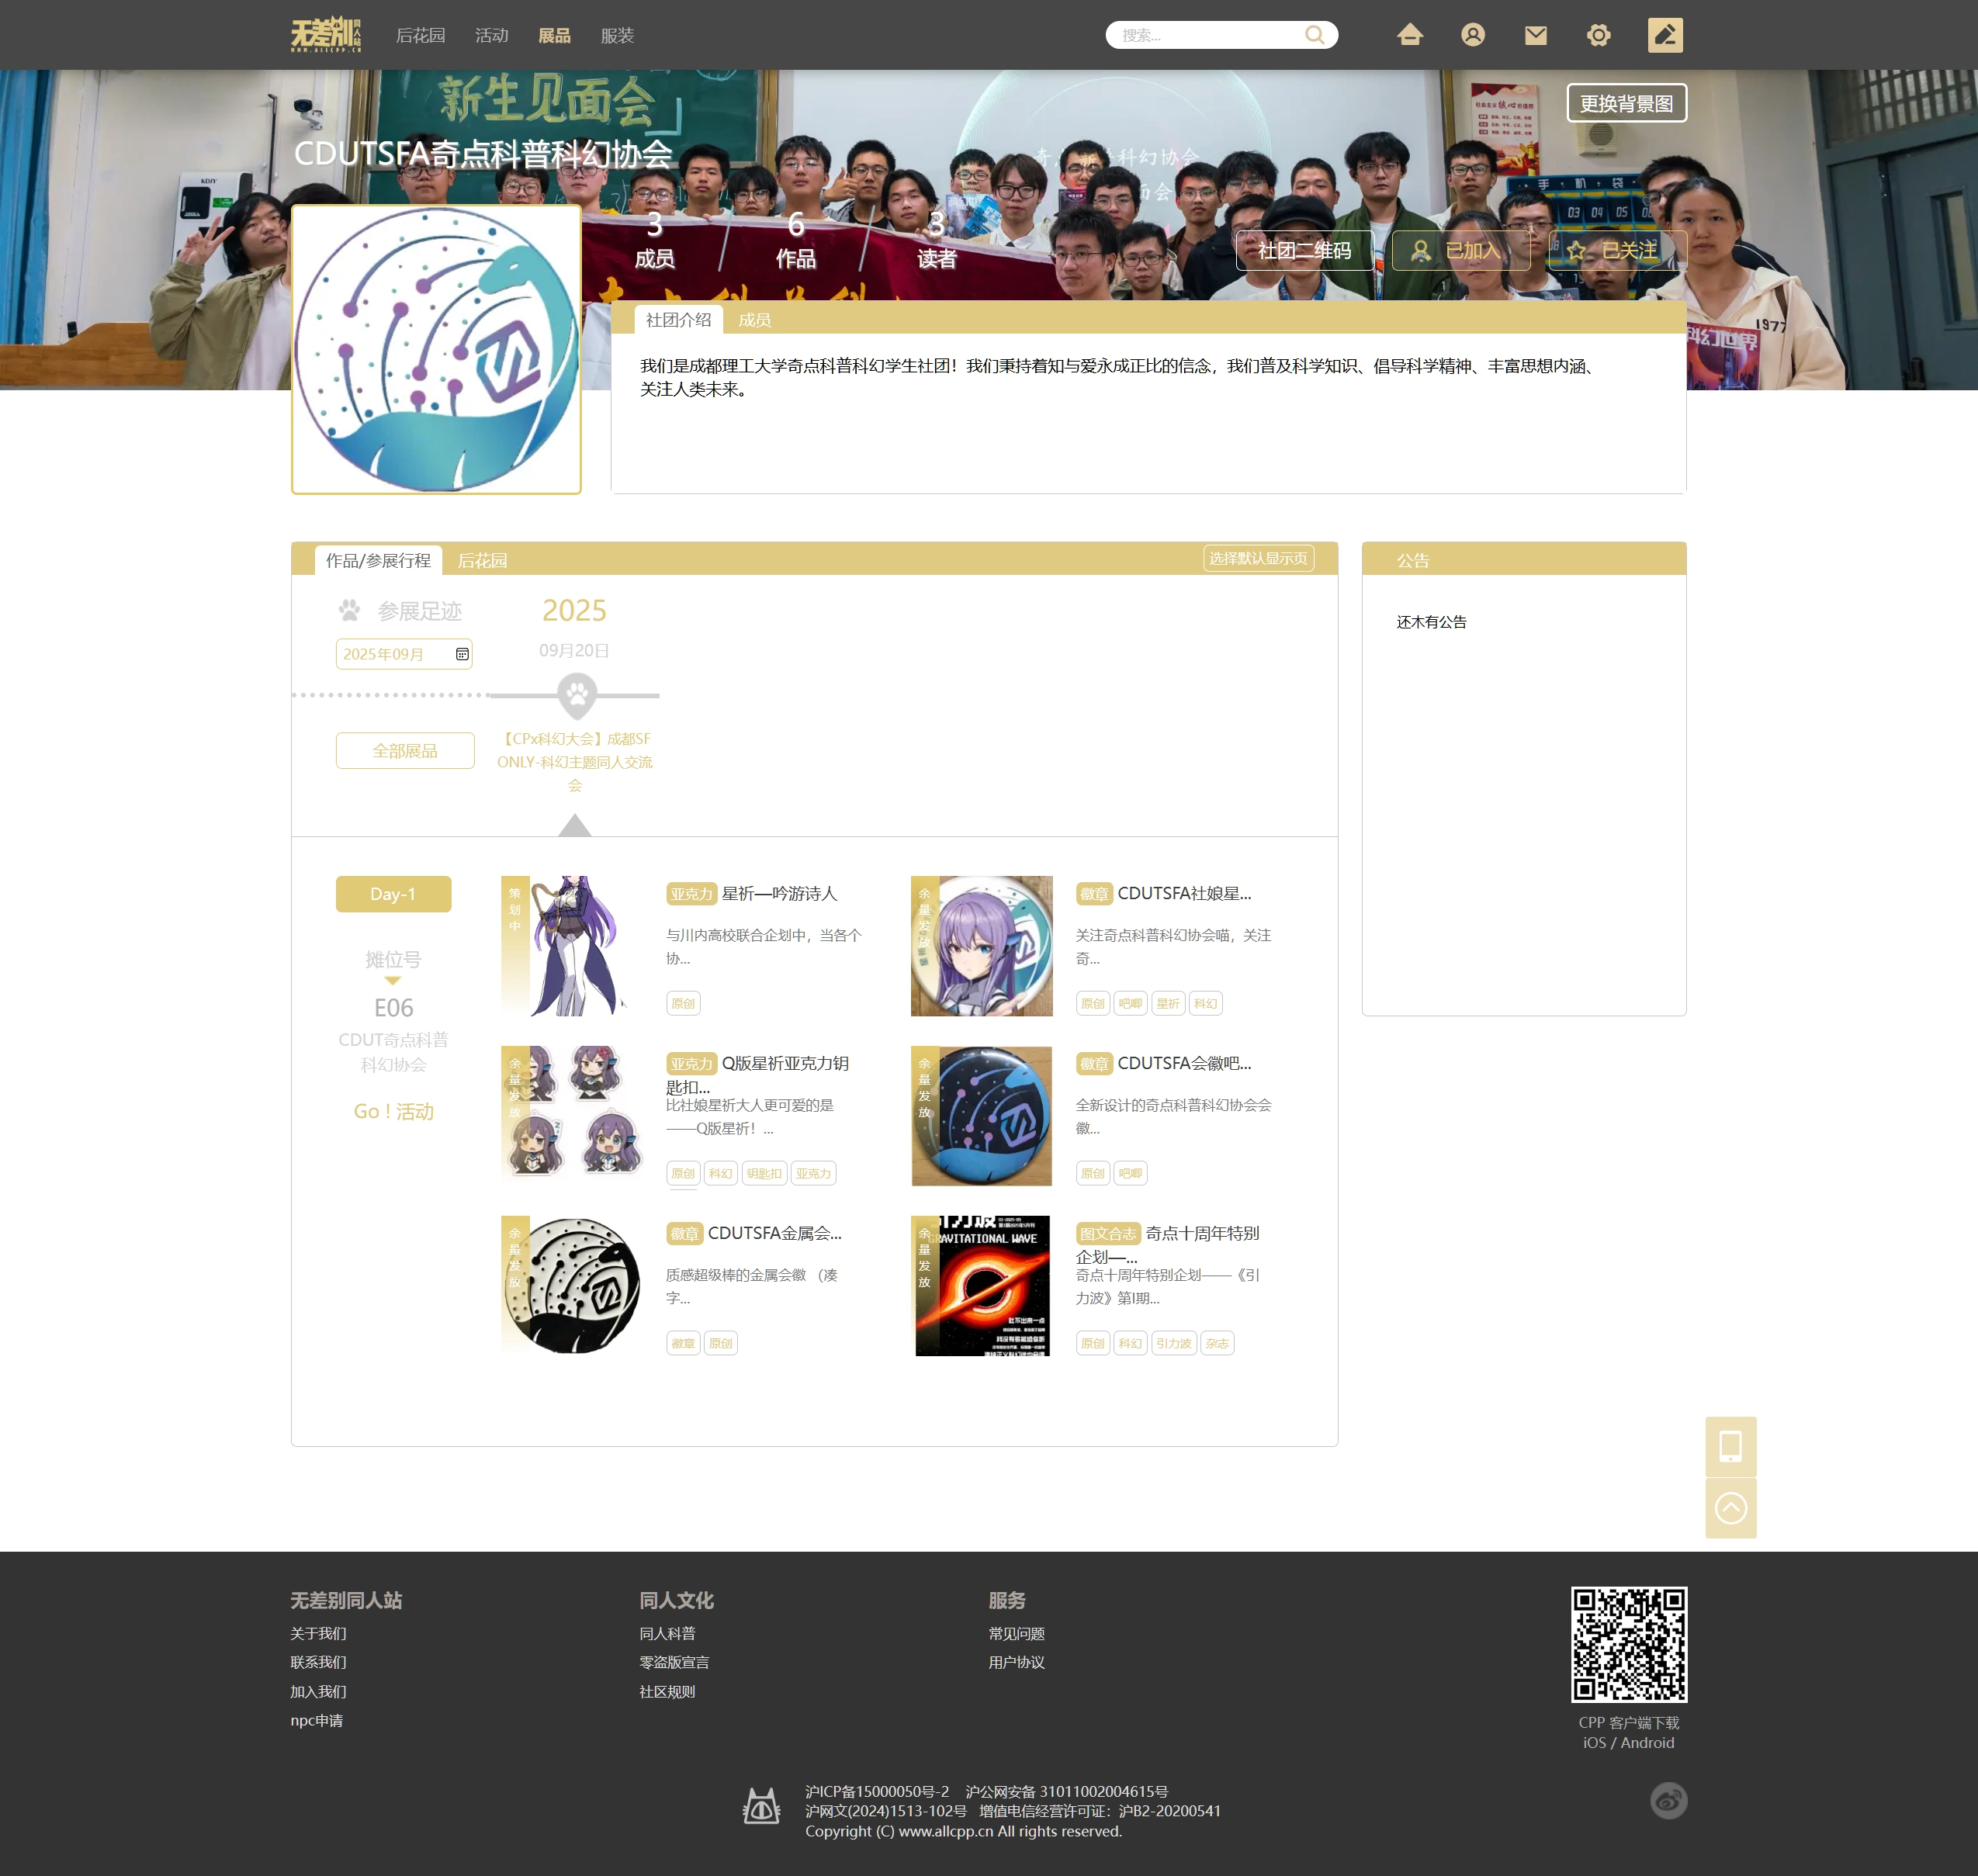 无差别同人站
WWW.ALLCPP.CN
后花园 活动 展品 服装
搜索...
新生见面会
更换背景图
CDUTSFA奇点科普科幻协会
3 6 3
成员 作品 读者
社团二维码 已加入 已关注
社团介绍 成员
我们是成都理工大学奇点科普科幻学生社团！我们秉持着知与爱永成正比的信念，我们普及科学知识、倡导科学精神、丰富思想内涵、
关注人类未来。
作品/参展行程 后花园 选择默认显示页
公告
还木有公告
参展足迹 2025
2025年09月 09月20日
全部展品
【CPx科幻大会】成都SF
ONLY-科幻主题同人交流
会
Day-1
摊位号
E06
CDUT奇点科普
科幻协会
Go ! 活动
策划中
亚克力 星祈—吟游诗人
与川内高校联合企划中，当各个
协...
原创
余量发放
徽章 CDUTSFA社娘星...
关注奇点科普科幻协会喵，关注
奇...
原创 吧唧 星祈 科幻
余量发放
亚克力 Q版星祈亚克力钥
匙扣...
比社娘星祈大人更可爱的是
——Q版星祈！...
原创 科幻 钥匙扣 亚克力
余量发放
徽章 CDUTSFA会徽吧...
全新设计的奇点科普科幻协会会
徽...
原创 吧唧
余量发放
徽章 CDUTSFA金属会...
质感超级棒的金属会徽 （凑
字...
徽章 原创
余量发放
GRAVITATIONAL WAVE
图文合志 奇点十周年特别
企划—...
奇点十周年特别企划——《引
力波》第I期...
原创 科幻 引力波 杂志
无差别同人站 同人文化 服务
关于我们 同人科普 常见问题
联系我们 零盗版宣言 用户协议
加入我们 社区规则
npc申请
CPP 客户端下载
iOS / Android
沪ICP备15000050号-2 沪公网安备 31011002004615号
沪网文(2024)1513-102号 增值电信经营许可证：沪B2-20200541
Copyright (C) www.allcpp.cn All rights reserved.